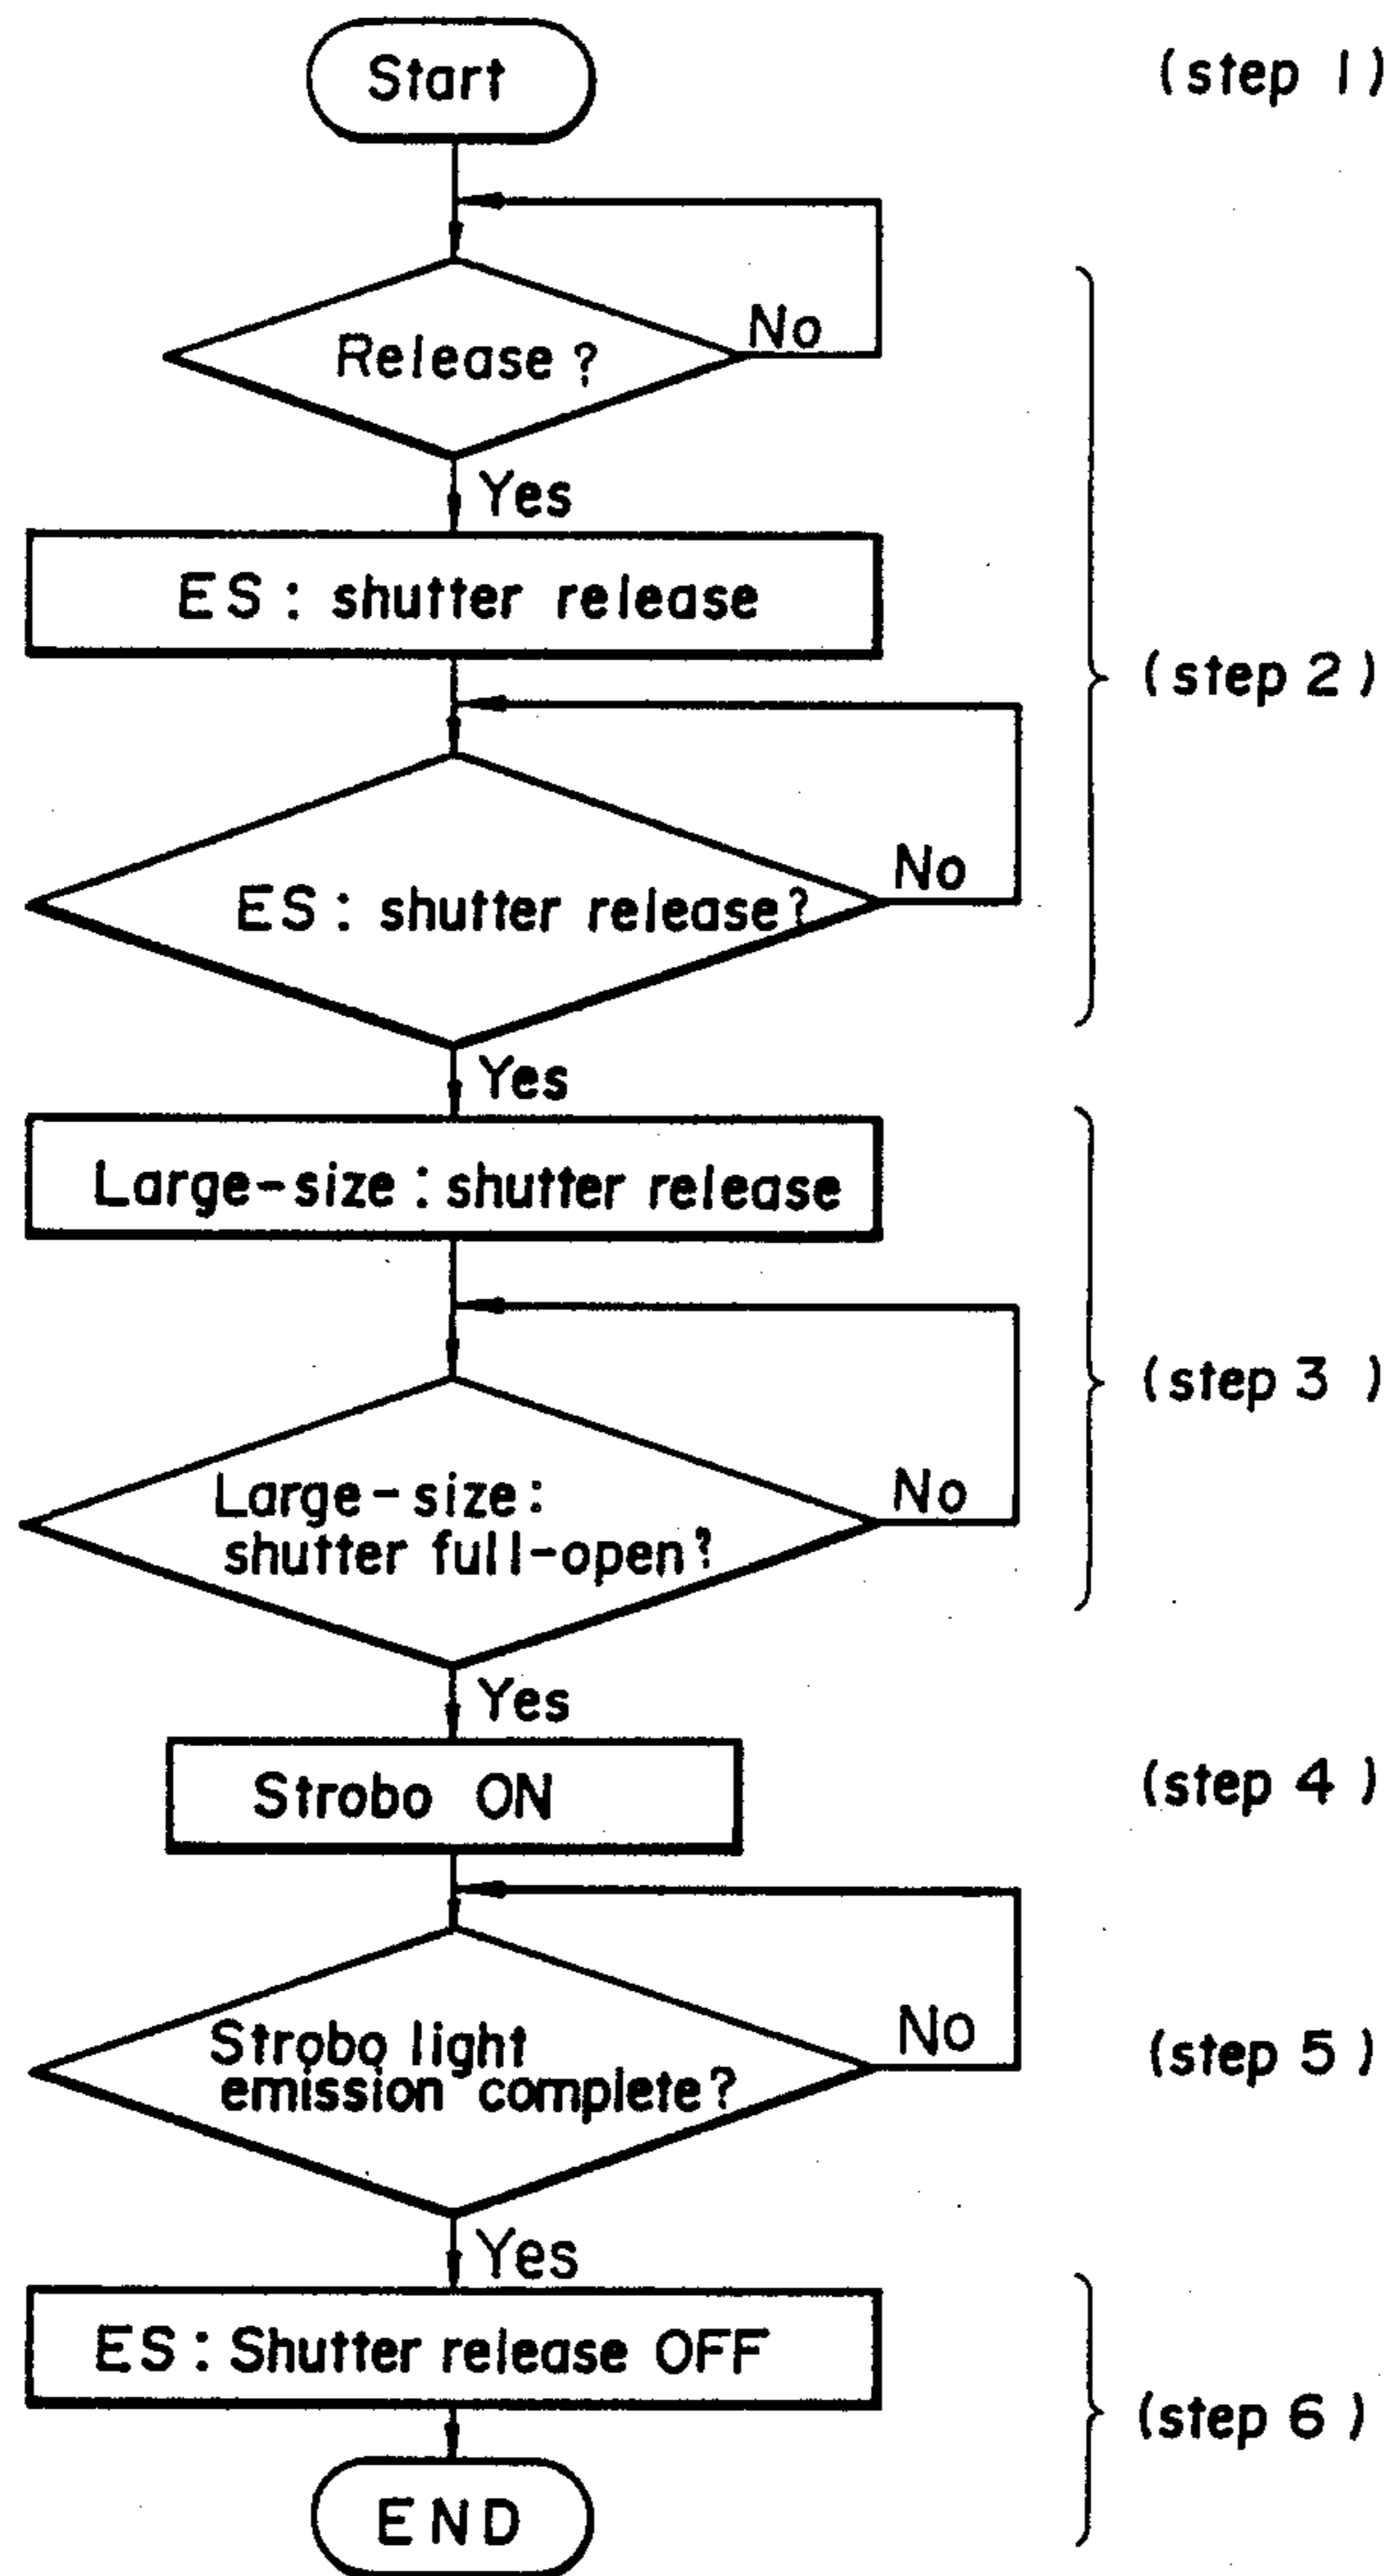 Start
(step 1)
Release?
No
Yes
ES: shutter release
(step 2)
ES: shutter release?
No
Yes
Large-size: shutter release
(step 3)
Large-size:
shutter full-open?
No
Yes
Strobo ON
(step 4)
Strobo light
emission complete?
No
(step 5)
Yes
ES: Shutter release OFF
(step 6)
END